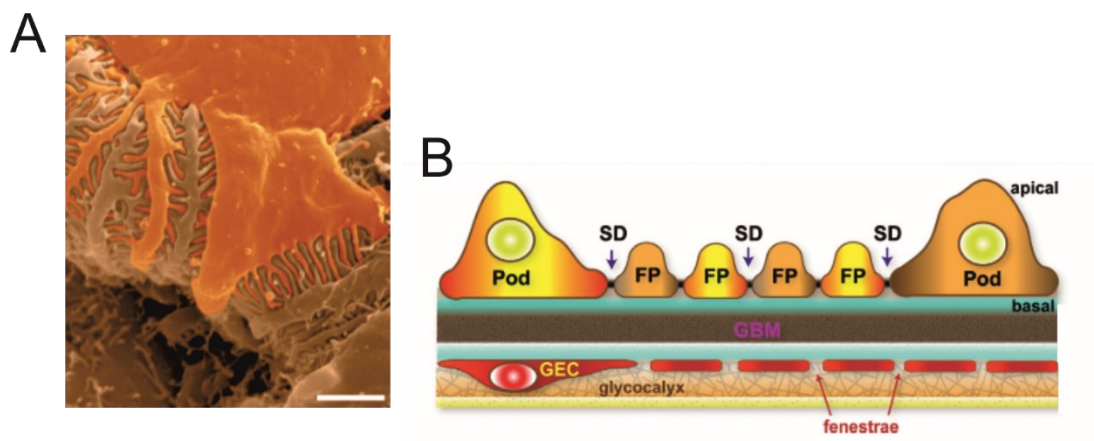 A
B
apical
SD
SD
SD
Pod
FP
FP
FP
FP
Pod
basal
GBM
GEC
glycocalyx
fenestrae